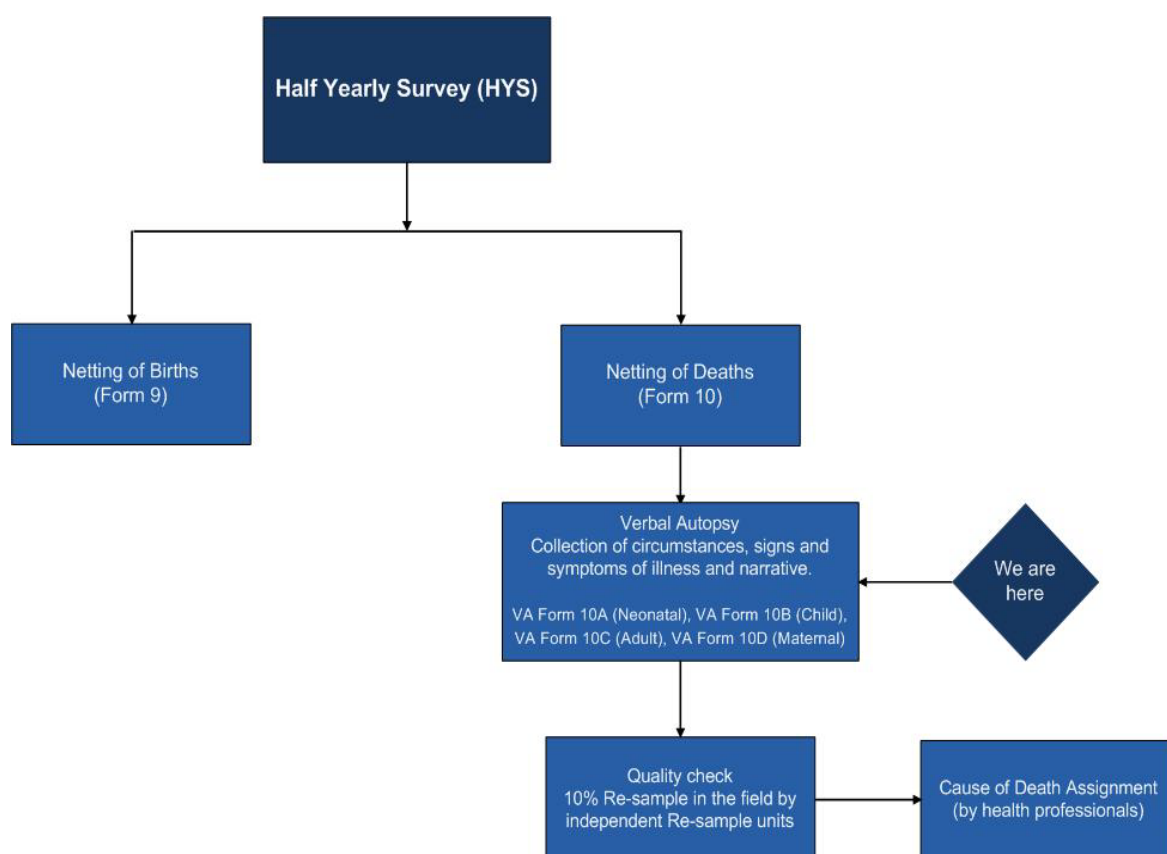 Half Yearly Survey (HYS)
Netting of Births
(Form 9)
Netting of Deaths
(Form 10)
Verbal Autopsy
Collection of circumstances, signs and
symptoms of illness and narrative.
VA Form 10A (Neonatal), VA Form 10B (Child),
VA Form 10C (Adult), VA Form 10D (Maternal)
We are
here
Quality check
10% Re-sample in the field by
independent Re-sample units
Cause of Death Assignment
(by health professionals)